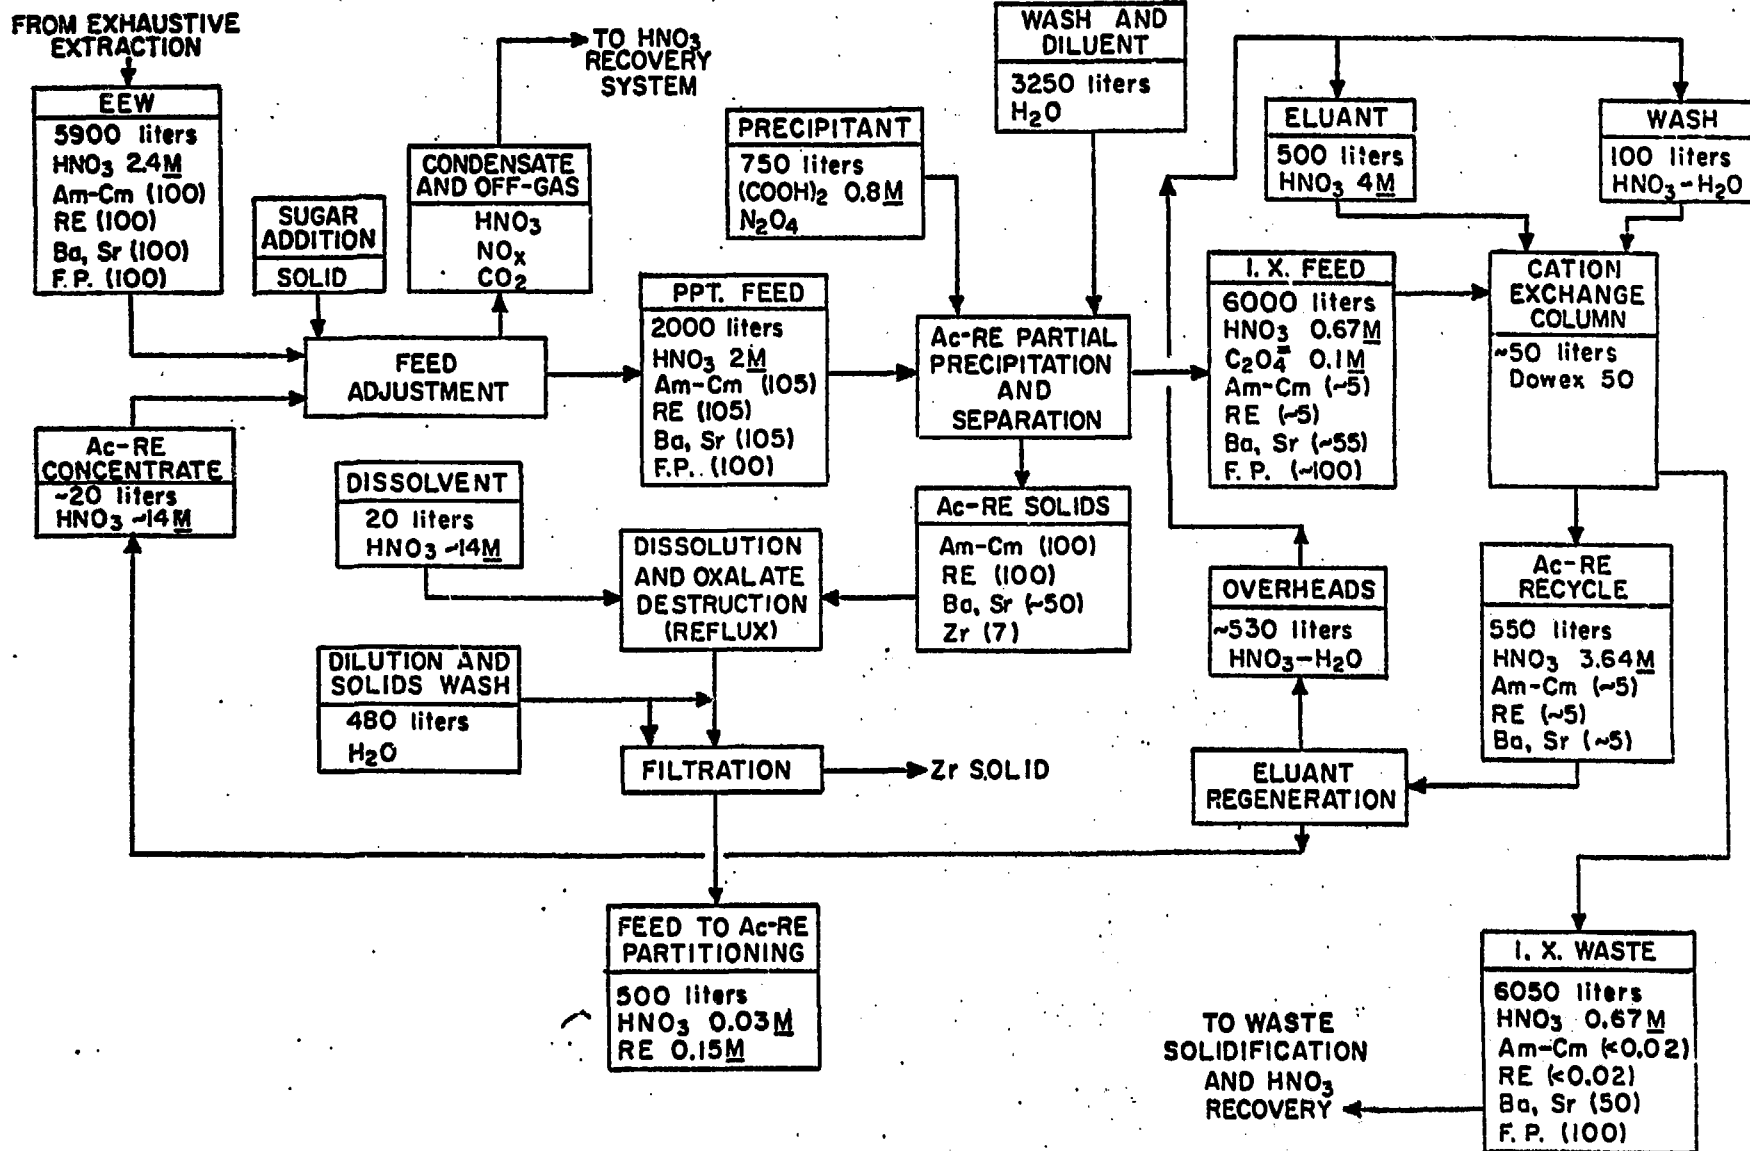 FROM EXHAUSTIVE
EXTRACTION
EEW
5900 liters
HNO₃ 2.4M
Am-Cm (100)
RE (100)
Ba, Sr (100)
F.P. (100)
SUGAR
ADDITION
SOLID
TO HNO₃
RECOVERY
SYSTEM
CONDENSATE
AND OFF-GAS
HNO₃
NOₓ
CO₂
FEED
ADJUSTMENT
Ac-RE
CONCENTRATE
~20 liters
HNO₃ ~14M
PPT. FEED
2000 liters
HNO₃ 2M
Am-Cm (105)
RE (105)
Ba, Sr (105)
F.P. (100)
PRECIPITANT
750 liters
(COOH)₂ 0.8M
N₂O₄
WASH AND
DILUENT
3250 liters
H₂O
Ac-RE PARTIAL
PRECIPITATION
AND
SEPARATION
DISSOLVENT
20 liters
HNO₃ ~14M
DISSOLUTION
AND OXALATE
DESTRUCTION
(REFLUX)
Ac-RE SOLIDS
Am-Cm (100)
RE (100)
Ba, Sr (~50)
Zr (7)
DILUTION AND
SOLIDS WASH
480 liters
H₂O
FILTRATION
Zr SOLID
FEED TO Ac-RE
PARTITIONING
500 liters
HNO₃ 0.03M
RE 0.15M
ELUANT
500 liters
HNO₃ 4M
WASH
100 liters
HNO₃-H₂O
I. X. FEED
6000 liters
HNO₃ 0.67M
C₂O₄⁼ 0.1M
Am-Cm (~5)
RE (~5)
Ba, Sr (~55)
F.P. (~100)
CATION
EXCHANGE
COLUMN
~50 liters
Dowex 50
OVERHEADS
~530 liters
HNO₃-H₂O
Ac-RE
RECYCLE
550 liters
HNO₃ 3.64M
Am-Cm (~5)
RE (~5)
Ba, Sr (~5)
ELUANT
REGENERATION
I. X. WASTE
6050 liters
HNO₃ 0.67M
Am-Cm (<0.02)
RE (<0.02)
Ba, Sr (50)
F.P. (100)
TO WASTE
SOLIDIFICATION
AND HNO₃
RECOVERY